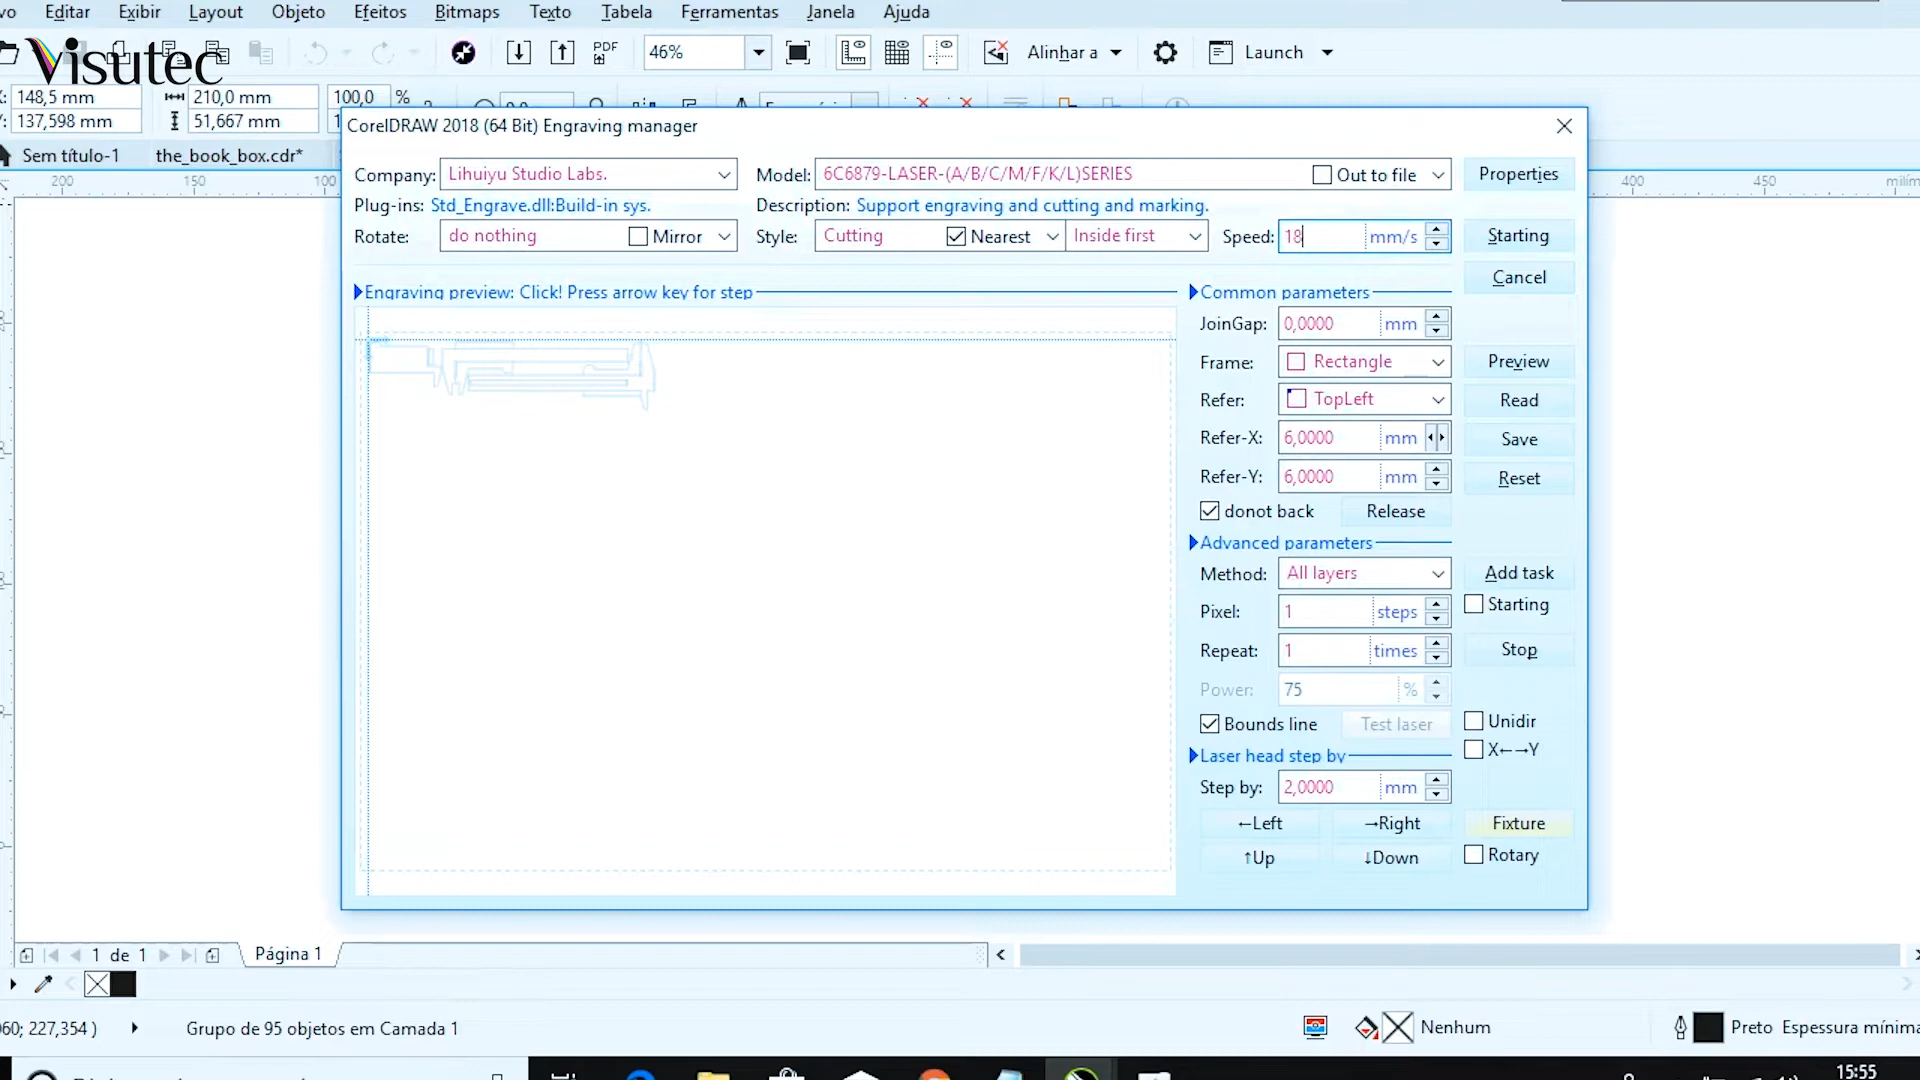 vo Editar Exibir Layout Objeto Efeitos Bitmaps Texto Tabela Ferramentas Janela Ajuda
Visutec
PDF 46% Alinhar a Launch
148,5 mm 210,0 mm 100,0 %
137,598 mm 51,667 mm
CorelDRAW 2018 (64 Bit) Engraving manager
Sem título-1 the_book_box.cdr*
200 150 100 400 450 milím
Company: Lihuiyu Studio Labs. Model: 6C6879-LASER-(A/B/C/M/F/K/L)SERIES Out to file Properties
Plug-ins: Std_Engrave.dll:Build-in sys. Description: Support engraving and cutting and marking.
Rotate: do nothing Mirror Style: Cutting Nearest Inside first Speed: 18 mm/s Starting
Cancel
Engraving preview: Click! Press arrow key for step
Common parameters
JoinGap: 0,0000 mm
Frame: Rectangle Preview
Refer: TopLeft Read
Refer-X: 6,0000 mm Save
Refer-Y: 6,0000 mm Reset
donot back Release
Advanced parameters
Method: All layers Add task
Pixel: 1 steps Starting
Repeat: 1 times Stop
Power: 75 %
Bounds line Test laser Unidir
X←→Y
Laser head step by
Step by: 2,0000 mm
←Left →Right Fixture
↑Up ↓Down Rotary
1 de 1 Página 1
60; 227,354 ) Grupo de 95 objetos em Camada 1 Nenhum Preto Espessura mínima
15:55